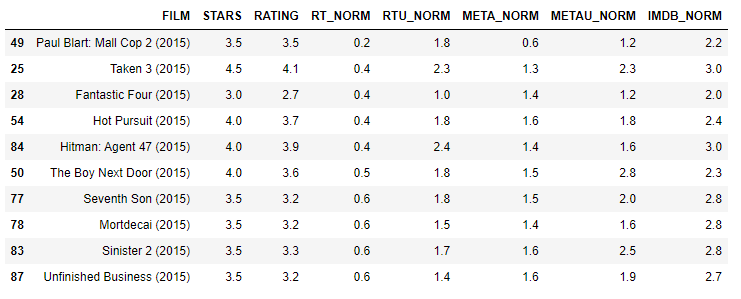 FILM STARS RATING RT_NORM RTU_NORM META_NORM METAU_NORM IMDB_NORM
49 Paul Blart: Mall Cop 2 (2015) 3.5 3.5 0.2 1.8 0.6 1.2 2.2
25 Taken 3 (2015) 4.5 4.1 0.4 2.3 1.3 2.3 3.0
28 Fantastic Four (2015) 3.0 2.7 0.4 1.0 1.4 1.2 2.0
54 Hot Pursuit (2015) 4.0 3.7 0.4 1.8 1.6 1.8 2.4
84 Hitman: Agent 47 (2015) 4.0 3.9 0.4 2.4 1.4 1.6 3.0
50 The Boy Next Door (2015) 4.0 3.6 0.5 1.8 1.5 2.8 2.3
77 Seventh Son (2015) 3.5 3.2 0.6 1.8 1.5 2.0 2.8
78 Mortdecai (2015) 3.5 3.2 0.6 1.5 1.4 1.6 2.8
83 Sinister 2 (2015) 3.5 3.3 0.6 1.7 1.6 2.5 2.8
87 Unfinished Business (2015) 3.5 3.2 0.6 1.4 1.6 1.9 2.7